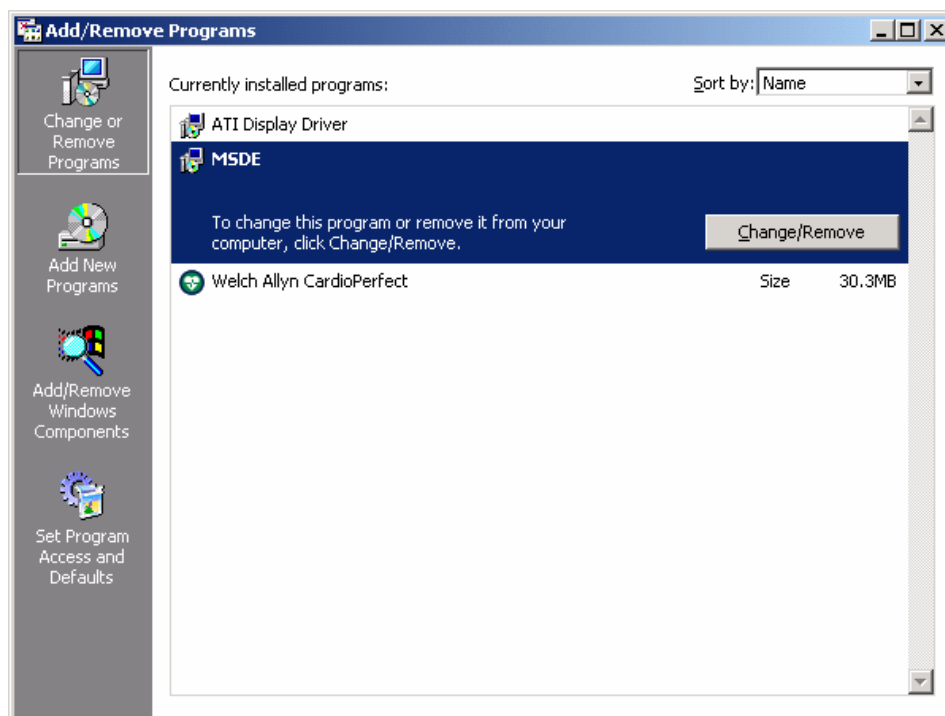 Add/Remove Programs
Change or
Remove
Programs
Add New
Programs
Add/Remove
Windows
Components
Set Program
Access and
Defaults
Currently installed programs:
Sort by: Name
ATI Display Driver
MSDE
To change this program or remove it from your
computer, click Change/Remove.
Change/Remove
Welch Allyn CardioPerfect Size 30.3MB